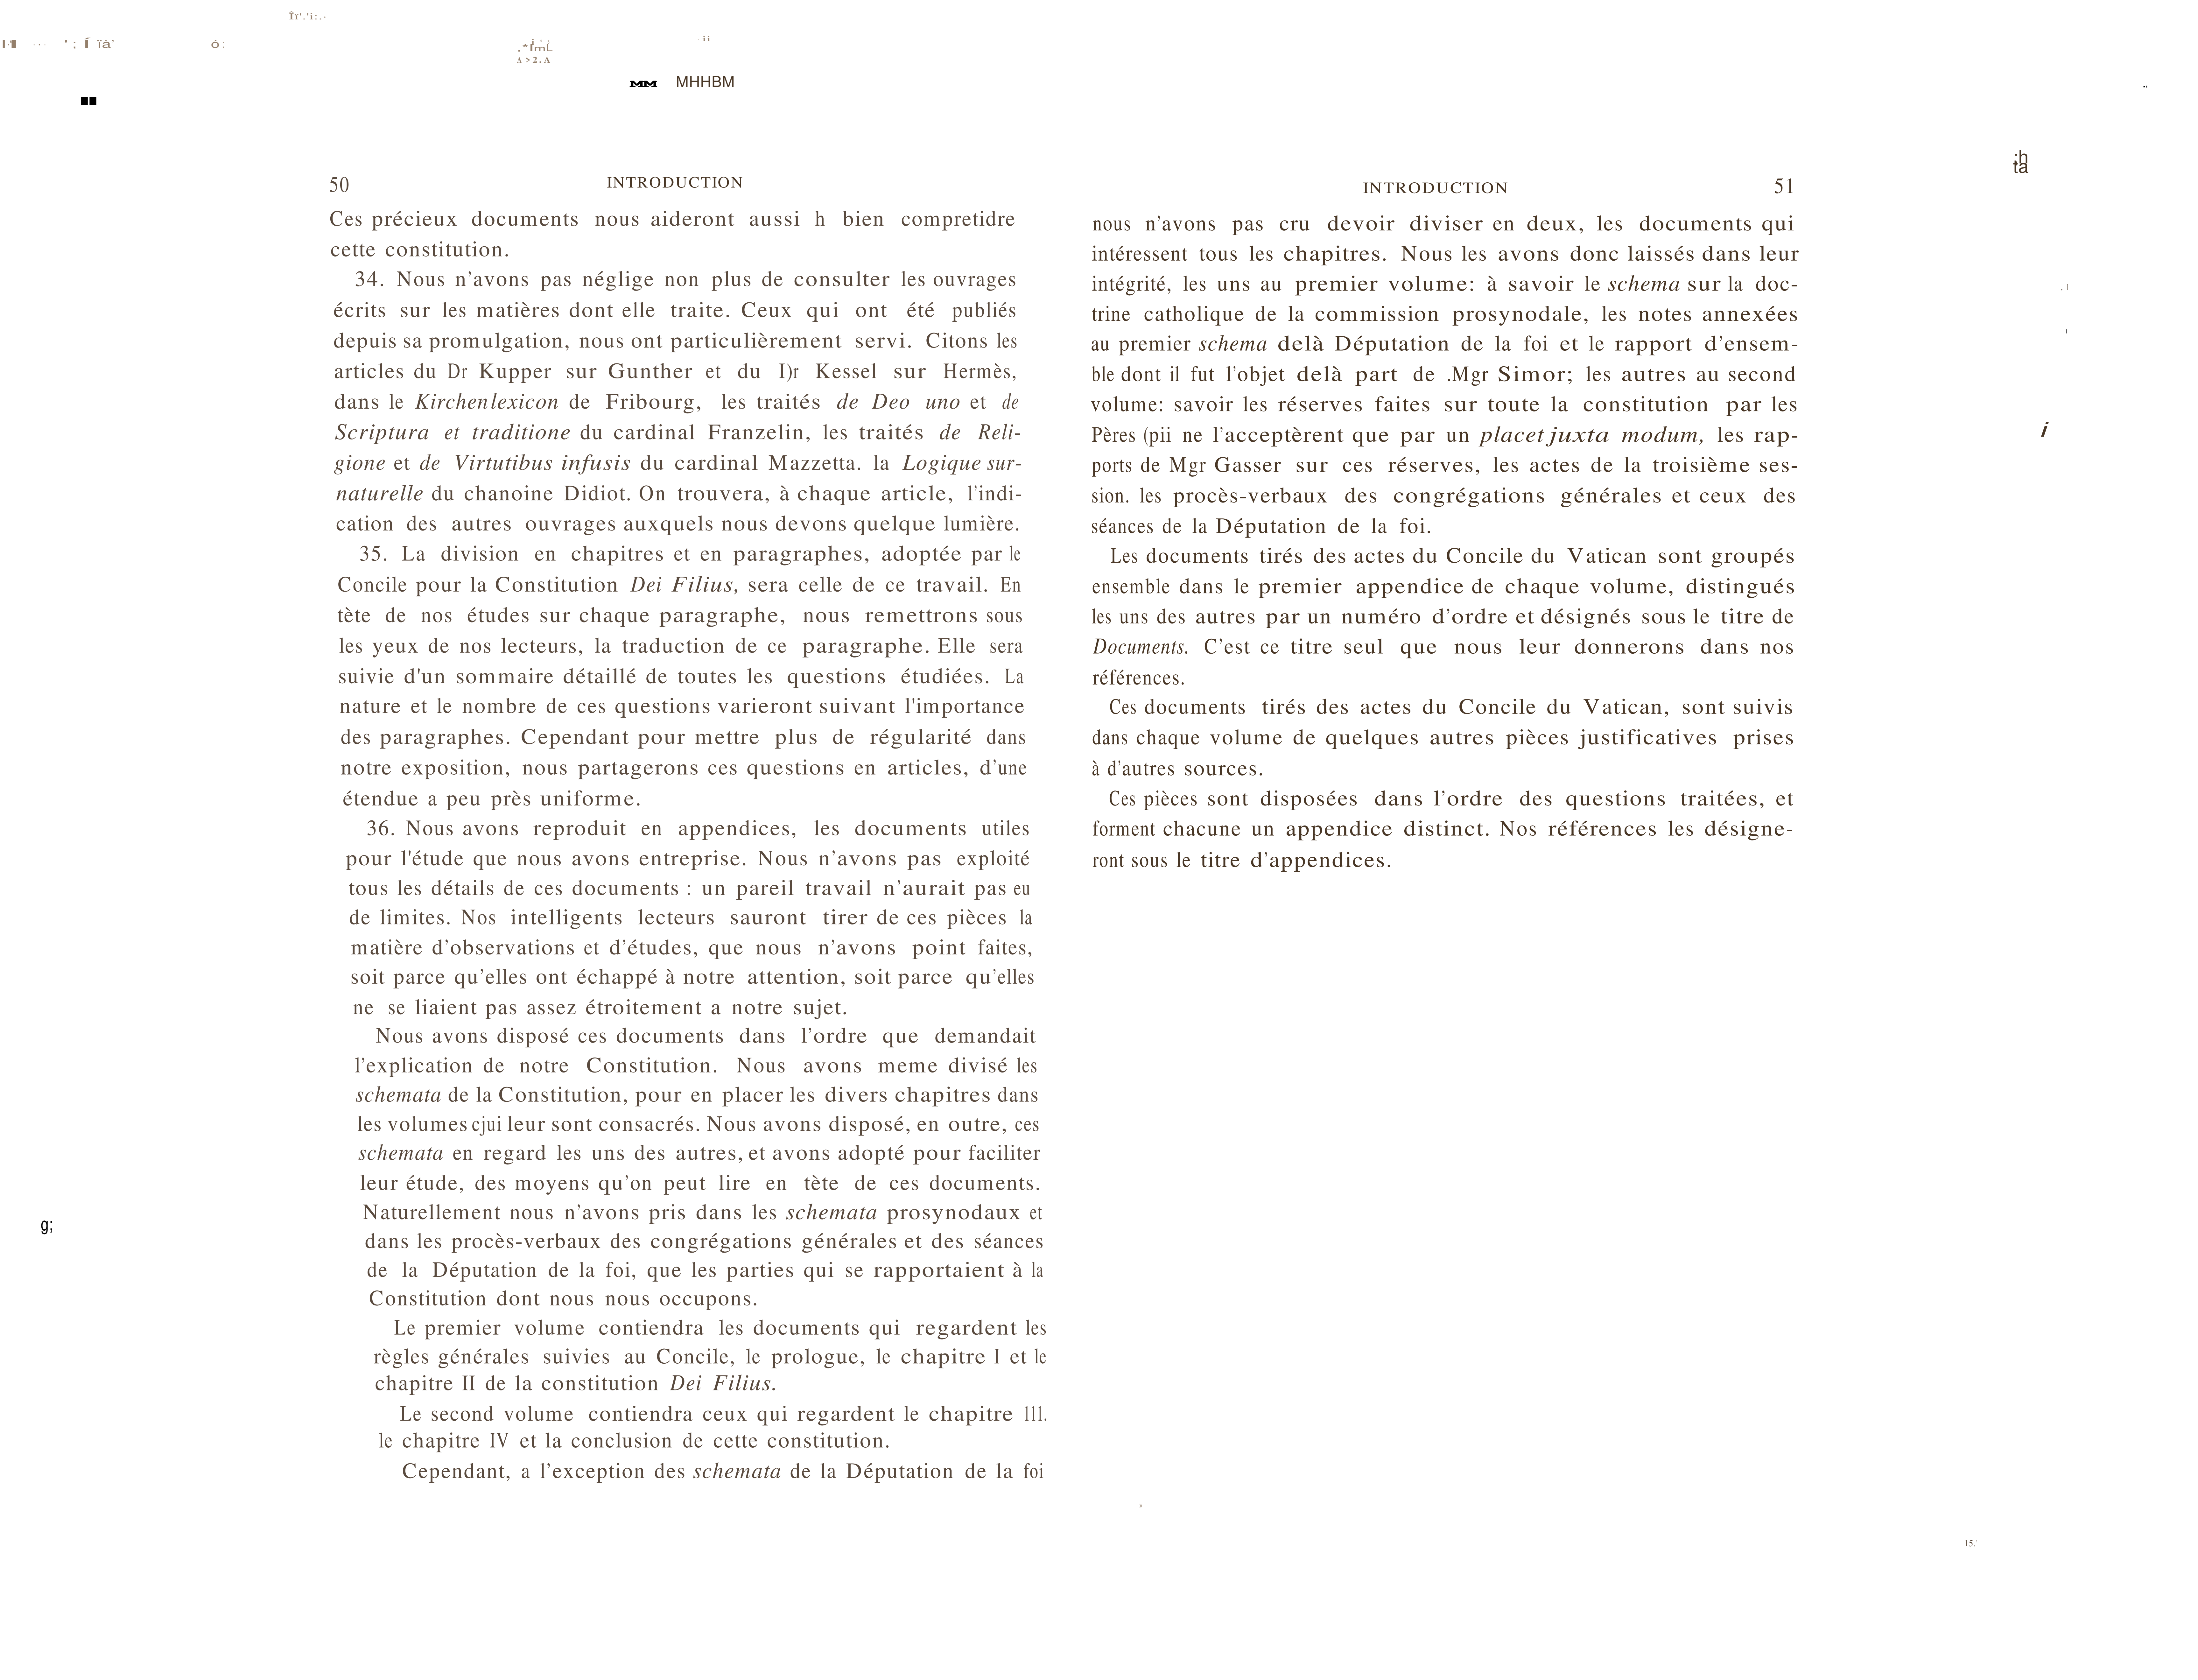 50
INTRODUCTION
Ces précieux documents nous aideront aussi h bien compretidre
cette constitution.
34. Nous n’avons pas néglige non plus de consulter les ouvrages
écrits sur les matières dont elle traite. Ceux qui ont été publiés
depuis sa promulgation, nous ont particulièrement servi. Citons les
articles du Dr Kupper sur Gunther et du I)r Kessel sur Hermès,
dans le Kirchenlexicon de Fribourg, les traités de Deo uno et de
Scriptura et traditione du cardinal Franzelin, les traités de Reli-
gione et de Virtutibus infusis du cardinal Mazzetta. la Logique sur-
naturelle du chanoine Didiot. On trouvera, à chaque article, l’indi-
cation des autres ouvrages auxquels nous devons quelque lumière.
35. La division en chapitres et en paragraphes, adoptée par le
Concile pour la Constitution Dei Filius, sera celle de ce travail. En
tète de nos études sur chaque paragraphe, nous remettrons sous
les yeux de nos lecteurs, la traduction de ce paragraphe. Elle sera
suivie d'un sommaire détaillé de toutes les questions étudiées. La
nature et le nombre de ces questions varieront suivant l'importance
des paragraphes. Cependant pour mettre plus de régularité dans
notre exposition, nous partagerons ces questions en articles, d’une
étendue a peu près uniforme.
36. Nous avons reproduit en appendices, les documents utiles
pour l'étude que nous avons entreprise. Nous n’avons pas exploité
tous les détails de ces documents : un pareil travail n’aurait pas eu
de limites. Nos intelligents lecteurs sauront tirer de ces pièces la
matière d’observations et d’études, que nous n’avons point faites,
soit parce qu’elles ont échappé à notre attention, soit parce qu’elles
ne se liaient pas assez étroitement a notre sujet.
Nous avons disposé ces documents dans l’ordre que demandait
l’explication de notre Constitution. Nous avons meme divisé les
schemata de la Constitution, pour en placer les divers chapitres dans
les volumes cjui leur sont consacrés. Nous avons disposé, en outre, ces
schemata en regard les uns des autres, et avons adopté pour faciliter
leur étude, des moyens qu’on peut lire en tète de ces documents.
Naturellement nous n’avons pris dans les schemata prosynodaux et
dans les procès-verbaux des congrégations générales et des séances
de la Députation de la foi, que les parties qui se rapportaient à la
Constitution dont nous nous occupons.
Le premier volume contiendra les documents qui regardent les
règles générales suivies au Concile, le prologue, le chapitre I et le
chapitre II de la constitution Dei Filius.
Le second volume contiendra ceux qui regardent le chapitre 111.
le chapitre IV et la conclusion de cette constitution.
Cependant, a l’exception des schemata de la Députation de la foi
INTRODUCTION
51
nous n’avons pas cru devoir diviser en deux, les documents qui
intéressent tous les chapitres. Nous les avons donc laissés dans leur
intégrité, les uns au premier volume: à savoir le schema sur la doc-
trine catholique de la commission prosynodale, les notes annexées
au premier schema delà Députation de la foi et le rapport d’ensem-
ble dont il fut l’objet delà part de .Mgr Simor; les autres au second
volume: savoir les réserves faites sur toute la constitution par les
Pères (pii ne l’acceptèrent que par un placet juxta modum, les rap-
ports de Mgr Gasser sur ces réserves, les actes de la troisième ses-
sion. les procès-verbaux des congrégations générales et ceux des
séances de la Députation de la foi.
Les documents tirés des actes du Concile du Vatican sont groupés
ensemble dans le premier appendice de chaque volume, distingués
les uns des autres par un numéro d’ordre et désignés sous le titre de
Documents. C’est ce titre seul que nous leur donnerons dans nos
références.
Ces documents tirés des actes du Concile du Vatican, sont suivis
dans chaque volume de quelques autres pièces justificatives prises
à d’autres sources.
Ces pièces sont disposées dans l’ordre des questions traitées, et
forment chacune un appendice distinct. Nos références les désigne-
ront sous le titre d’appendices.
MM MHHBM
;h
ta
i
g;
15.